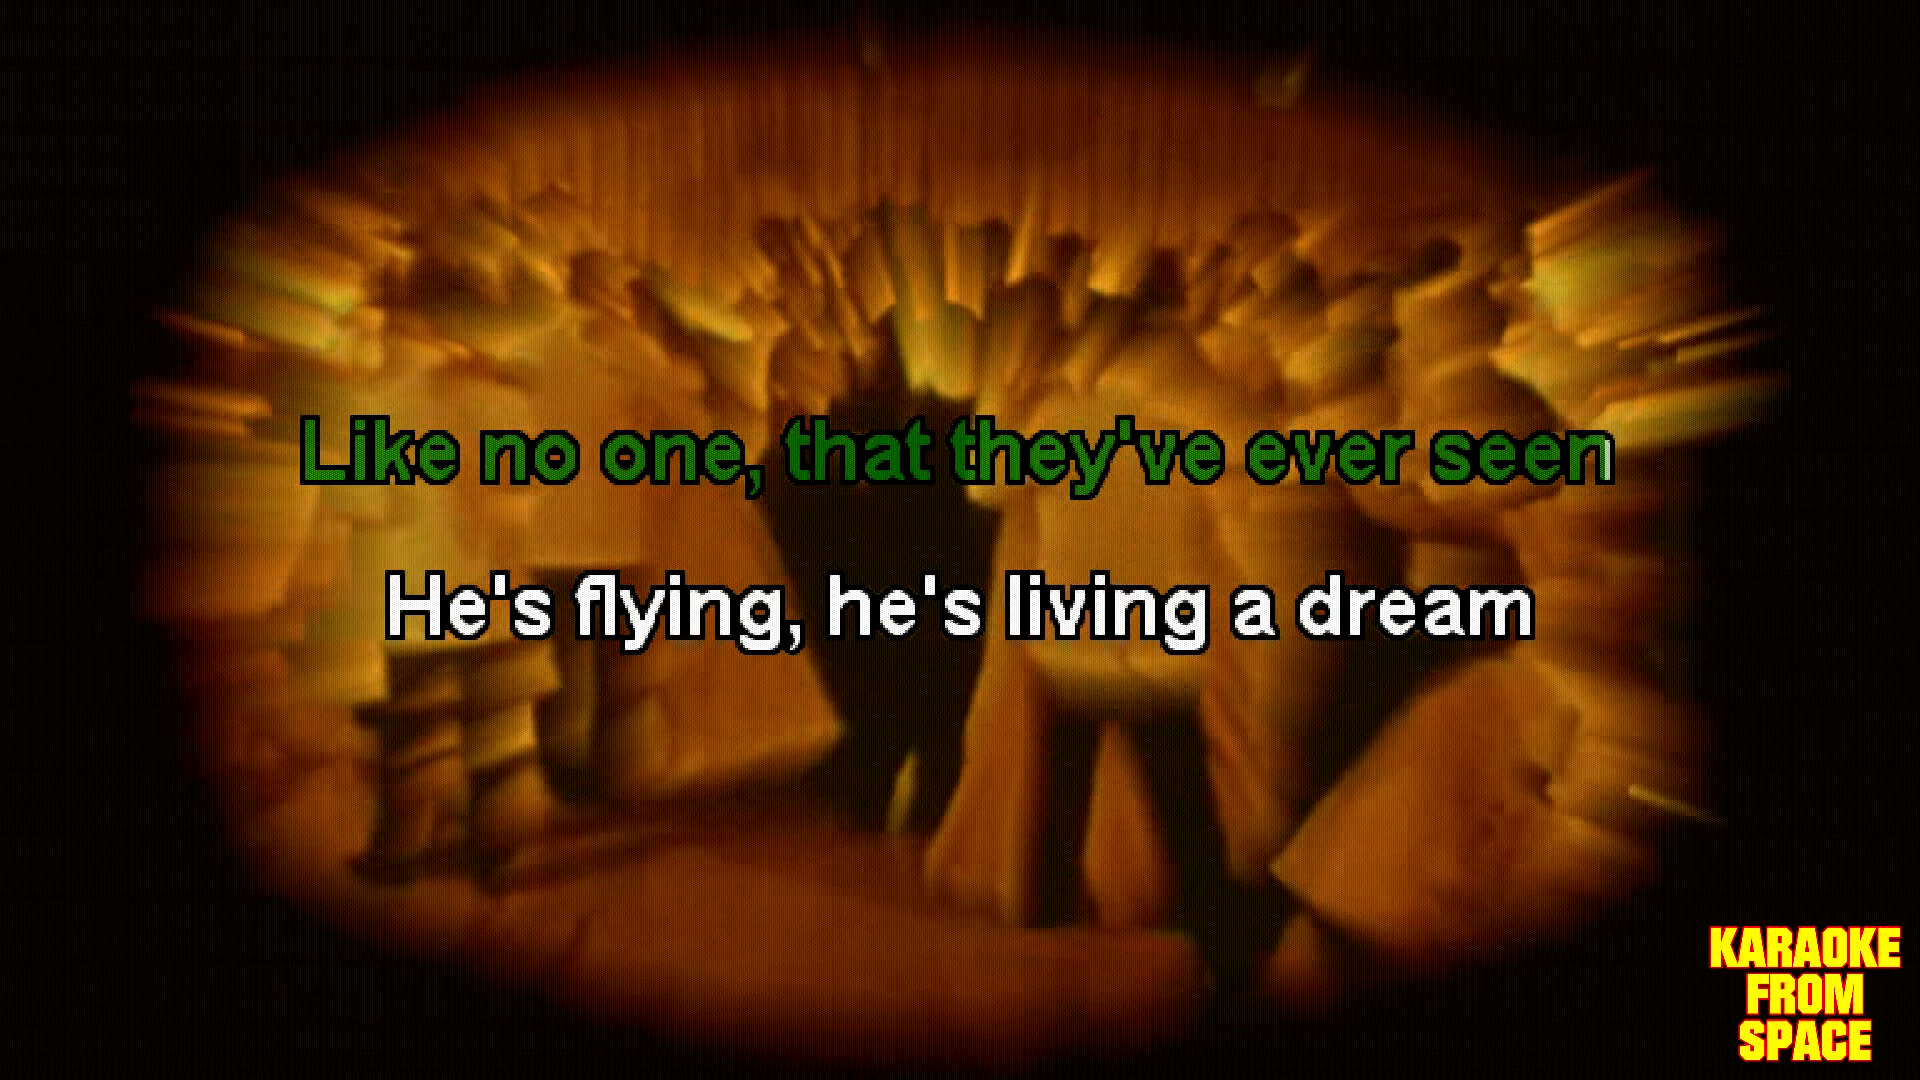 Like no one, that they've ever seen
He's flying, he's living a dream
KARAOKE
FROM
SPACE